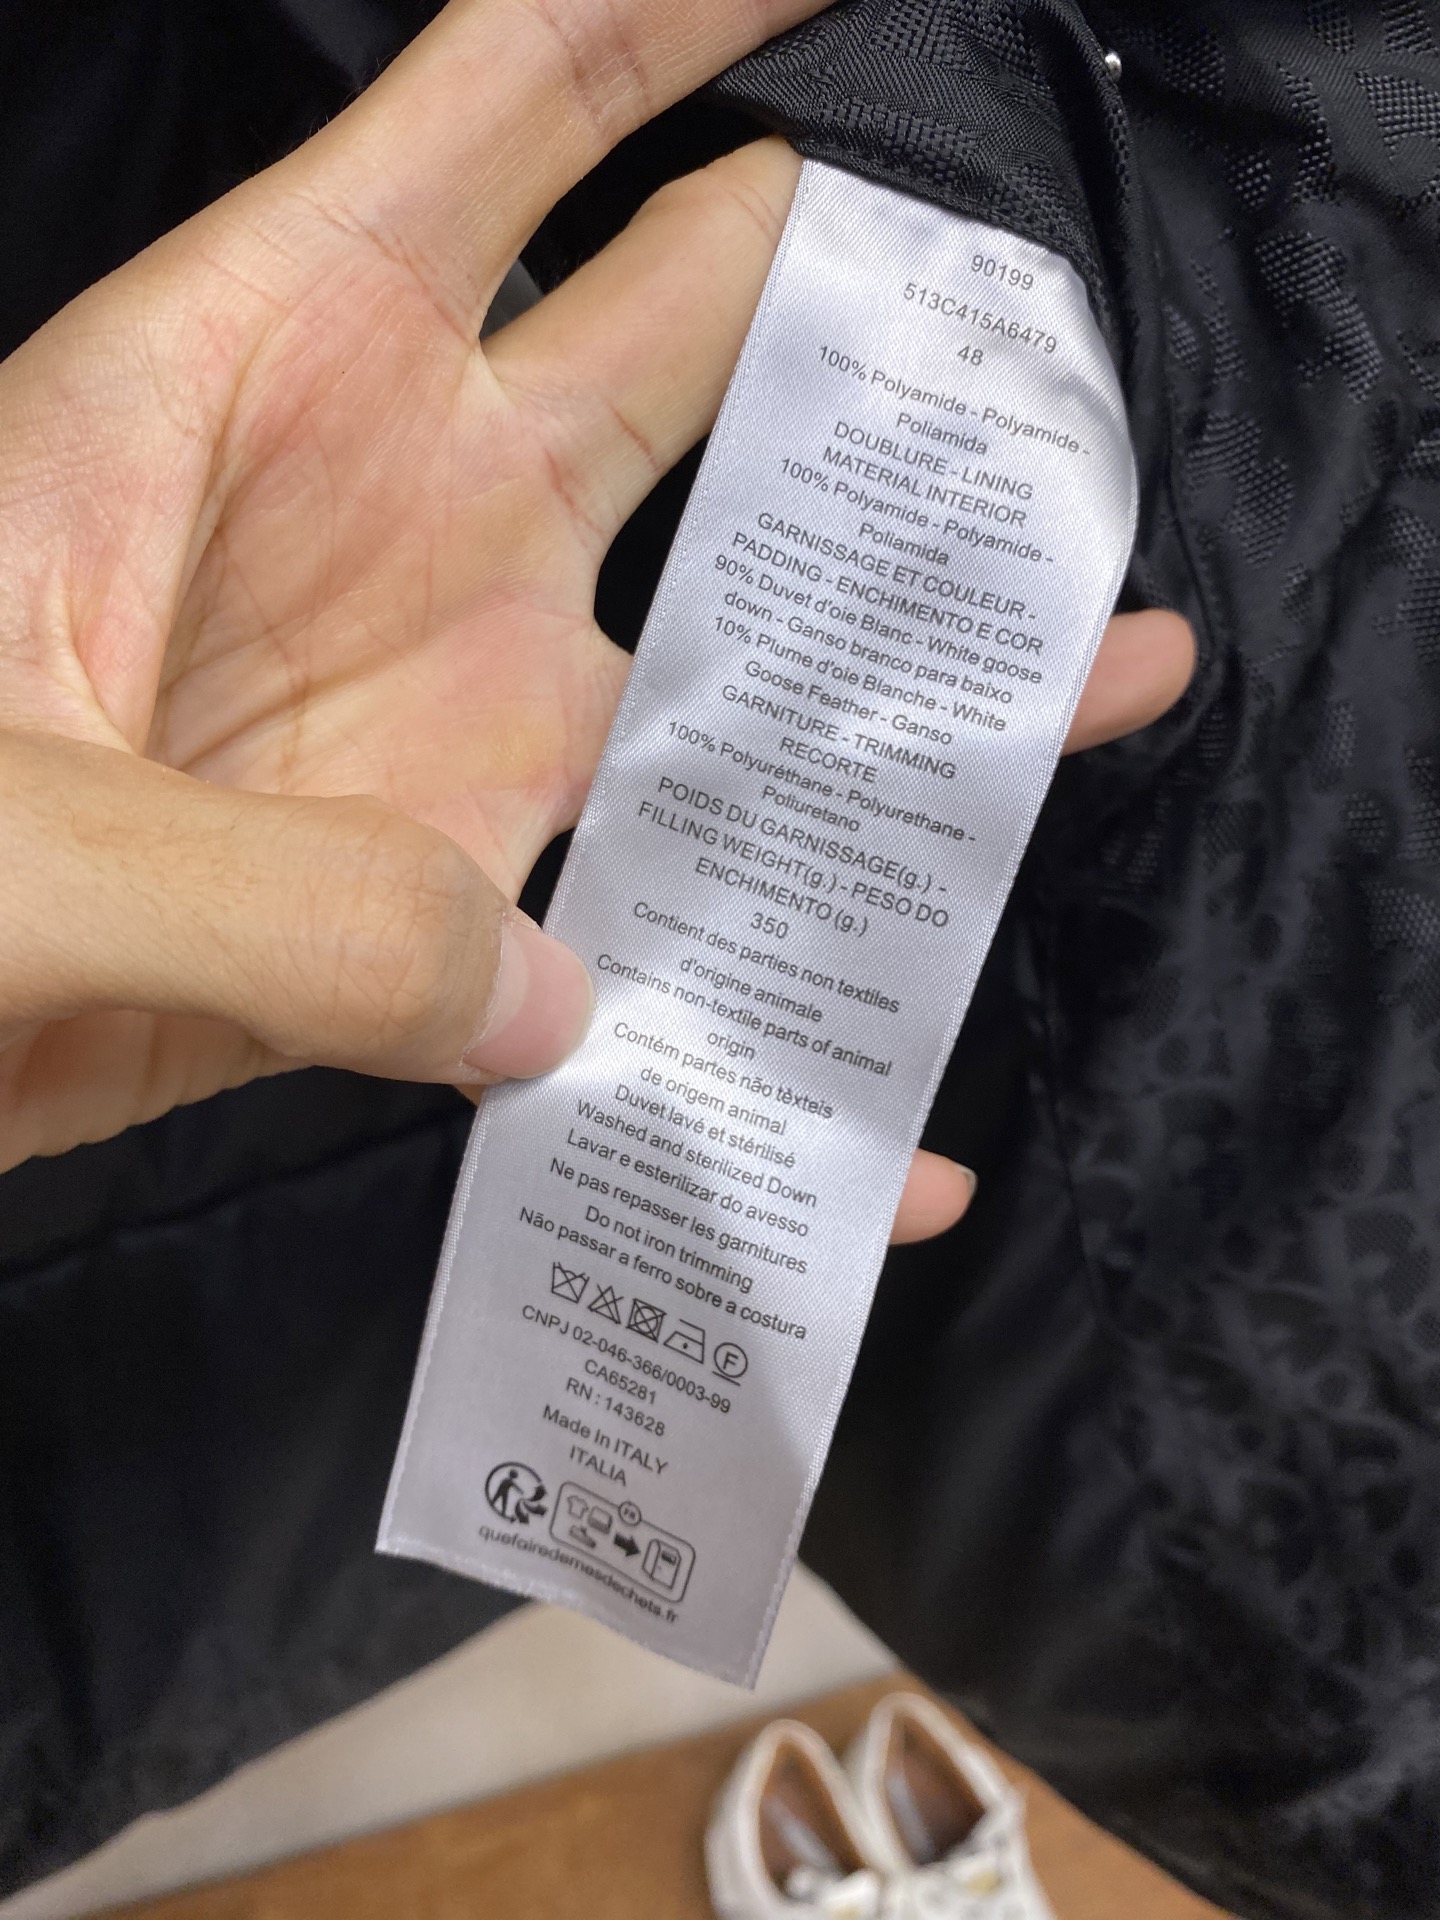 90199
513C415A6479
48
100% Polyamide - Polyamide -
Poliamida
DOUBLURE - LINING
MATERIAL INTERIOR
100% Polyamide - Polyamide -
Poliamida
GARNISSAGE ET COULEUR -
PADDING - ENCHIMENTO E COR
90% Duvet d'oie Blanc - White goose
down - Ganso branco para baixo
10% Plume d'oie Blanche - White
Goose Feather - Ganso
GARNITURE - TRIMMING
RECORTE
100% Polyuréthane - Polyurethane -
Poliuretano
POIDS DU GARNISSAGE(g.) -
FILLING WEIGHT(g.) - PESO DO
ENCHIMENTO (g.)
350
Contient des parties non textiles
d'origine animale
Contains non-textile parts of animal
origin
Contém partes não têxteis
de origem animal
Duvet lavé et stérilisé
Washed and sterilized Down
Lavar e esterilizar do avesso
Ne pas repasser les garnitures
Do not iron trimming
Não passar a ferro sobre a costura
F
CNPJ 02-046-366/0003-99
CA65281
RN : 143628
Made In ITALY
ITALIA
FR
quefairedemesdechets.fr